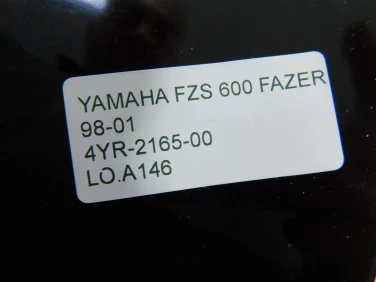 YAMAHA FZS 600 FAZER
98-01
4YR-2165-00
LO.A146